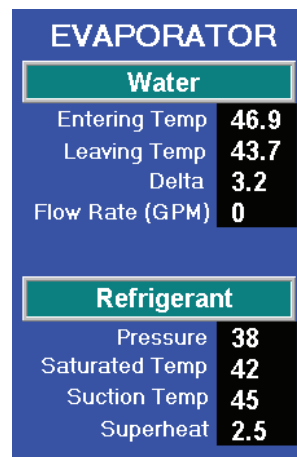 EVAPORATOR
Water
Entering Temp 46.9
Leaving Temp 43.7
Delta 3.2
Flow Rate (GPM) 0
Refrigerant
Pressure 38
Saturated Temp 42
Suction Temp 45
Superheat 2.5